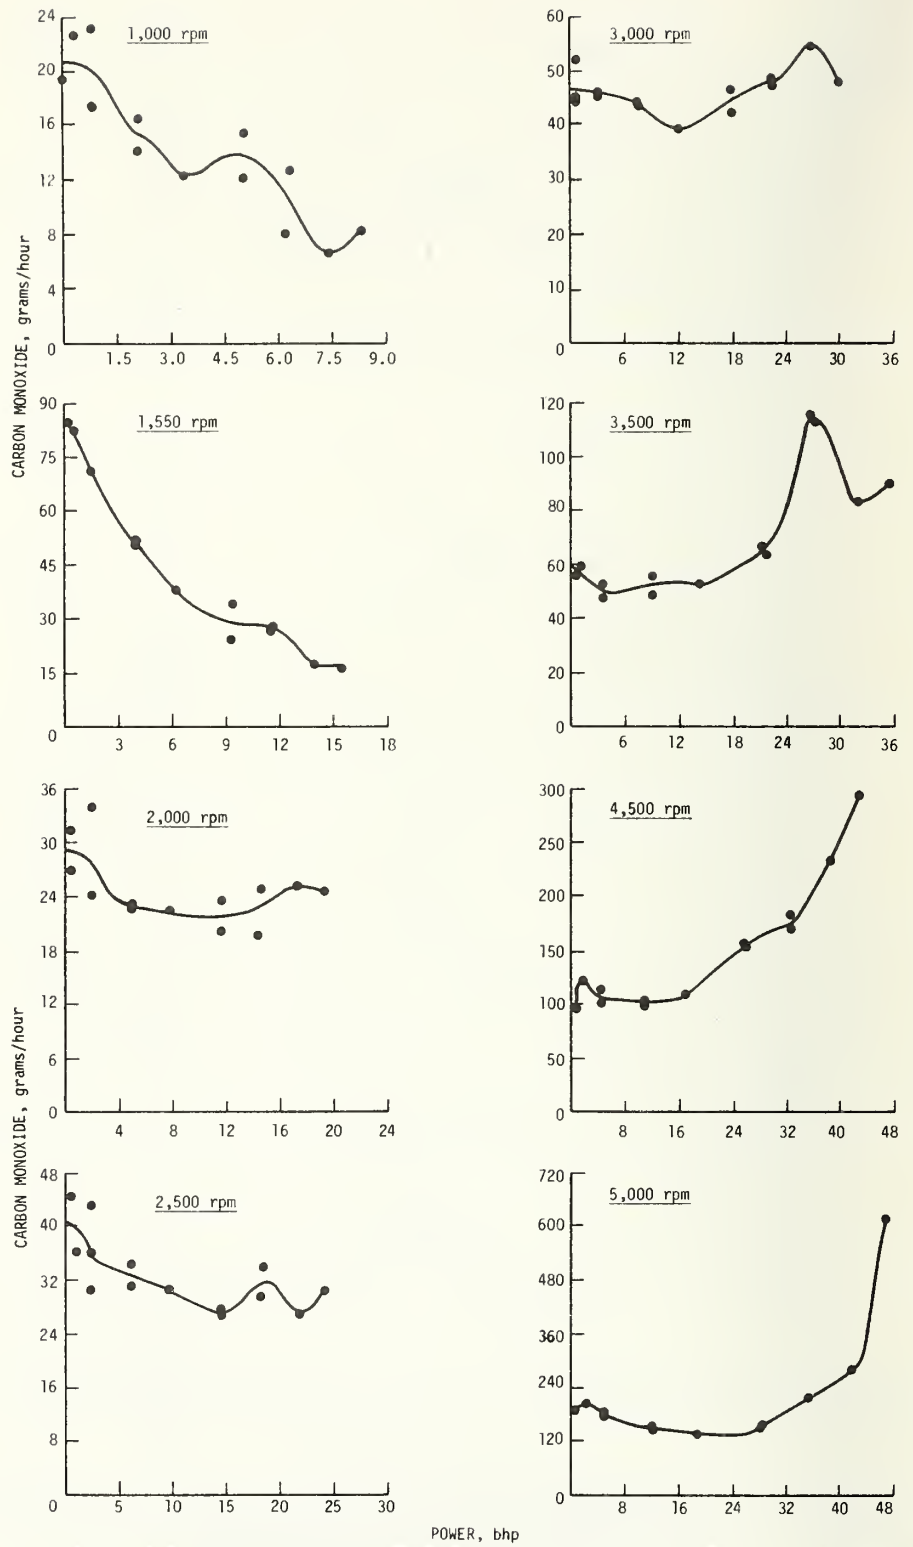 CARBON MONOXIDE, grams/hour
1,000 rpm
24
20
16
12
8
4
0
1.5 3.0 4.5 6.0 7.5 9.0
3,000 rpm
60
50
40
30
20
10
0
6 12 18 24 30 36
1,550 rpm
90
75
60
45
30
15
0
3 6 9 12 15 18
3,500 rpm
120
100
80
60
40
20
0
6 12 18 24 30 36
CARBON MONOXIDE, grams/hour
2,000 rpm
36
30
24
18
12
6
0
4 8 12 16 20 24
4,500 rpm
300
250
200
150
100
50
0
8 16 24 32 40 48
2,500 rpm
48
40
32
24
16
8
0 5 10 15 20 25 30
5,000 rpm
720
600
480
360
240
120
0
8 16 24 32 40 48
POWER, bhp